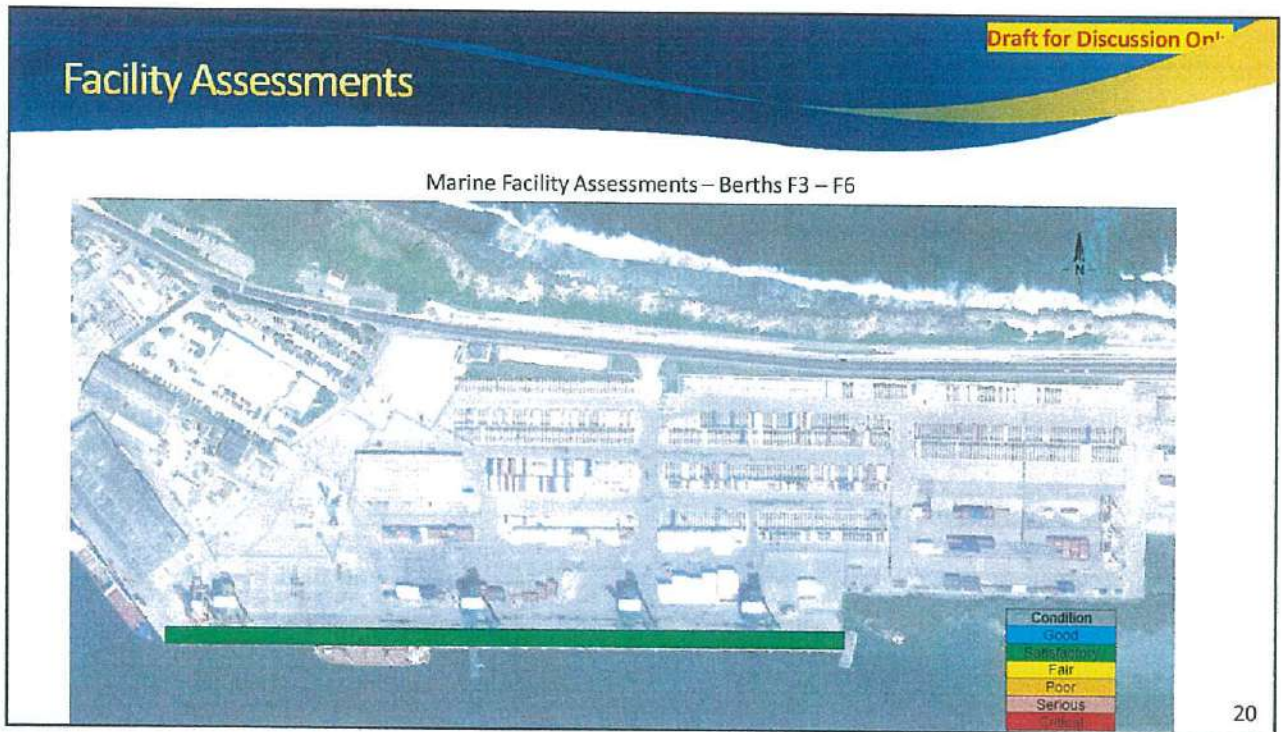 Draft for Discussion Onl
Facility Assessments
Marine Facility Assessments – Berths F3 – F6
N
Condition
Good
Satisfactory
Fair
Poor
Serious
Critical
20